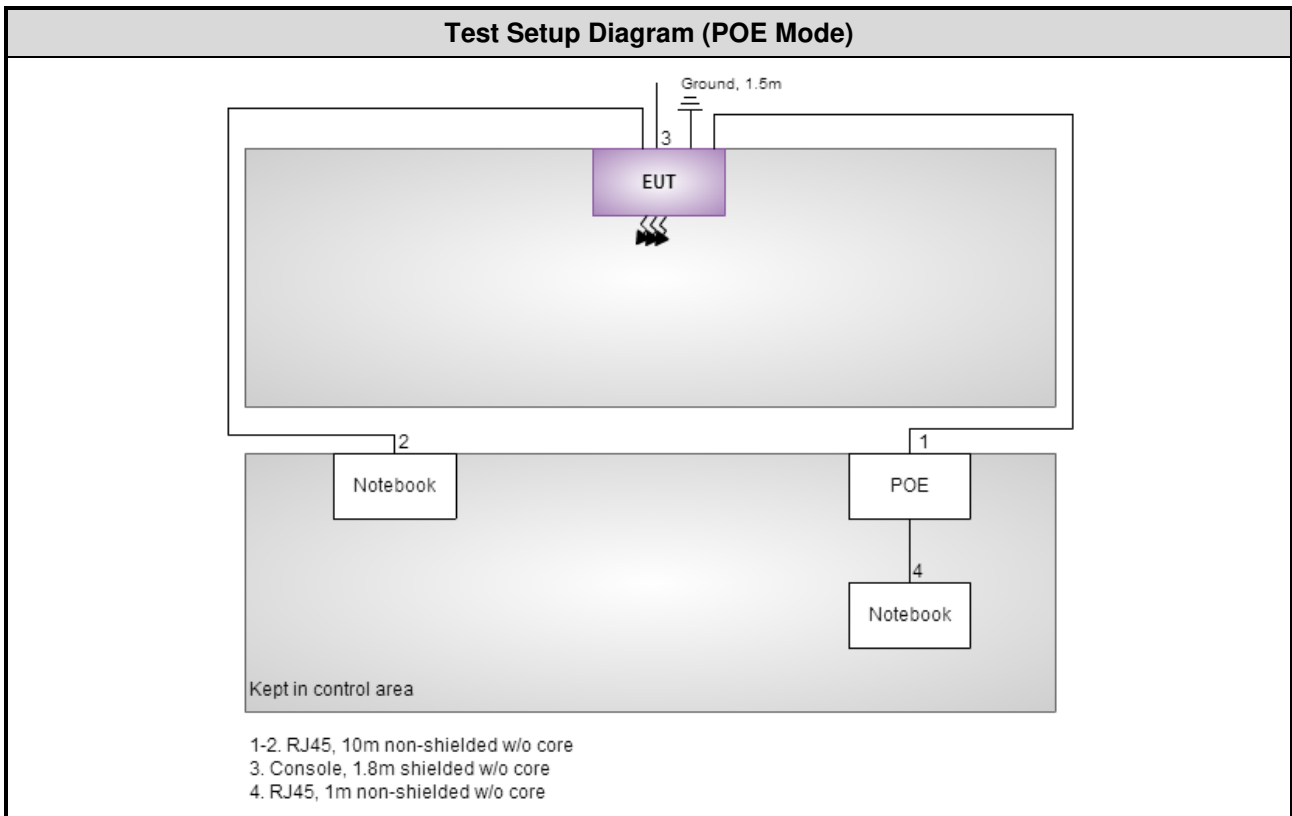 Test Setup Diagram (POE Mode)
Ground, 1.5m
3
EUT
2
1
Notebook
POE
4
Notebook
Kept in control area
1-2. RJ45, 10m non-shielded w/o core
3. Console, 1.8m shielded w/o core
4. RJ45, 1m non-shielded w/o core